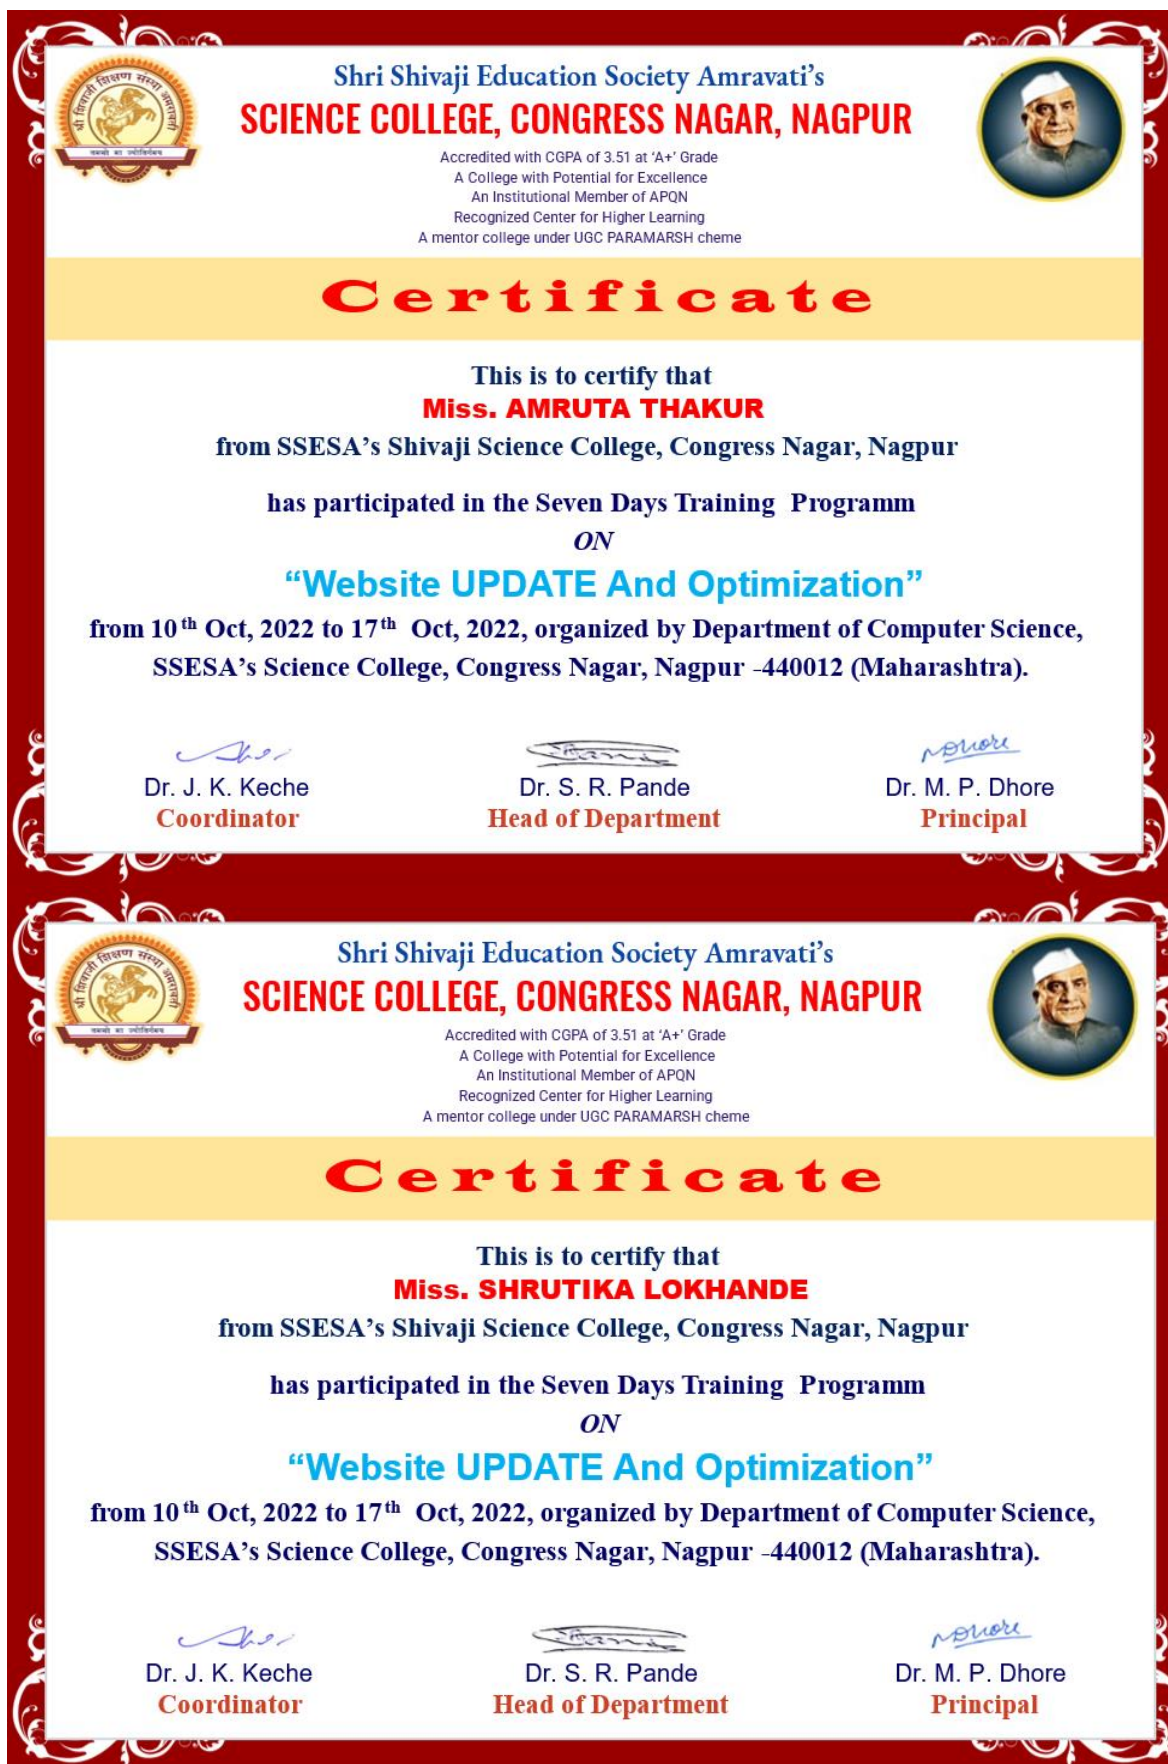 श्री शिवाजी शिक्षण संस्था अमरावती
तमसो मा ज्योतिर्गमय
Shri Shivaji Education Society Amravati’s
SCIENCE COLLEGE, CONGRESS NAGAR, NAGPUR
Accredited with CGPA of 3.51 at ‘A+’ Grade
A College with Potential for Excellence
An Institutional Member of APQN
Recognized Center for Higher Learning
A mentor college under UGC PARAMARSH cheme
Certificate
This is to certify that
Miss. AMRUTA THAKUR
from SSESA’s Shivaji Science College, Congress Nagar, Nagpur
has participated in the Seven Days Training Programm
ON
“Website UPDATE And Optimization”
from 10th Oct, 2022 to 17th Oct, 2022, organized by Department of Computer Science,
SSESA’s Science College, Congress Nagar, Nagpur -440012 (Maharashtra).
Dr. J. K. Keche Dr. S. R. Pande Dr. M. P. Dhore
Coordinator Head of Department Principal
श्री शिवाजी शिक्षण संस्था अमरावती
तमसो मा ज्योतिर्गमय
Shri Shivaji Education Society Amravati’s
SCIENCE COLLEGE, CONGRESS NAGAR, NAGPUR
Accredited with CGPA of 3.51 at ‘A+’ Grade
A College with Potential for Excellence
An Institutional Member of APQN
Recognized Center for Higher Learning
A mentor college under UGC PARAMARSH cheme
Certificate
This is to certify that
Miss. SHRUTIKA LOKHANDE
from SSESA’s Shivaji Science College, Congress Nagar, Nagpur
has participated in the Seven Days Training Programm
ON
“Website UPDATE And Optimization”
from 10th Oct, 2022 to 17th Oct, 2022, organized by Department of Computer Science,
SSESA’s Science College, Congress Nagar, Nagpur -440012 (Maharashtra).
Dr. J. K. Keche Dr. S. R. Pande Dr. M. P. Dhore
Coordinator Head of Department Principal